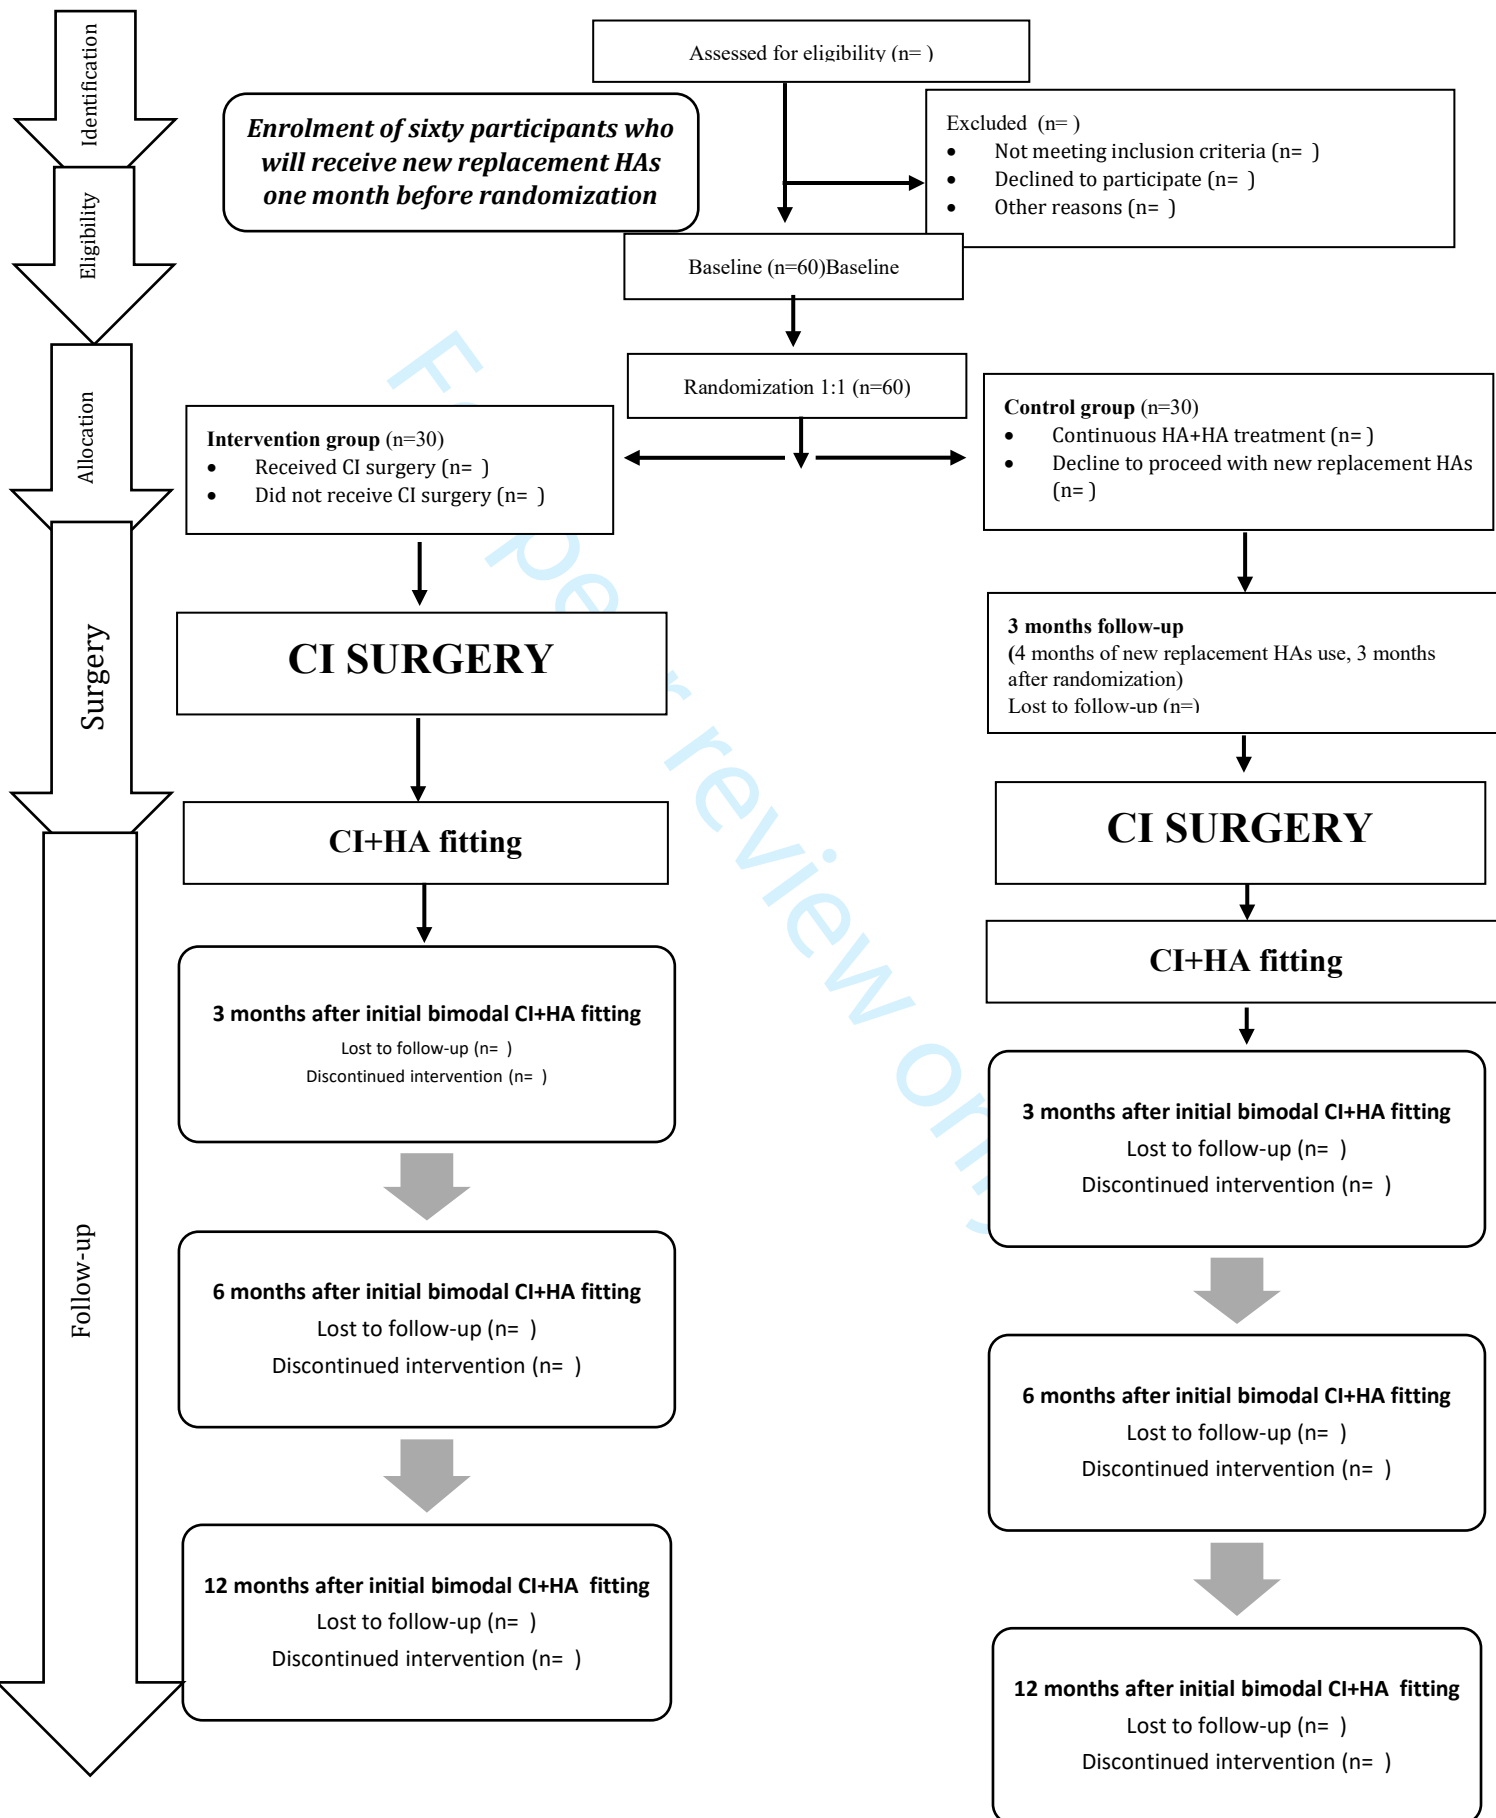 Identification
Eligibility
Allocation
Surgery
Follow-up
Assessed for eligibility (n= )
Enrolment of sixty participants who
will receive new replacement HAs
one month before randomization
Excluded (n= )
• Not meeting inclusion criteria (n= )
• Declined to participate (n= )
• Other reasons (n= )
Baseline (n=60)Baseline
Randomization 1:1 (n=60)
Intervention group (n=30)
• Received CI surgery (n= )
• Did not receive CI surgery (n= )
Control group (n=30)
• Continuous HA+HA treatment (n= )
• Decline to proceed with new replacement HAs
(n= )
CI SURGERY
CI+HA fitting
3 months after initial bimodal CI+HA fitting
Lost to follow-up (n= )
Discontinued intervention (n= )
6 months after initial bimodal CI+HA fitting
Lost to follow-up (n= )
Discontinued intervention (n= )
12 months after initial bimodal CI+HA fitting
Lost to follow-up (n= )
Discontinued intervention (n= )
3 months follow-up
(4 months of new replacement HAs use, 3 months
after randomization)
Lost to follow-up (n=)
CI SURGERY
CI+HA fitting
3 months after initial bimodal CI+HA fitting
Lost to follow-up (n= )
Discontinued intervention (n= )
6 months after initial bimodal CI+HA fitting
Lost to follow-up (n= )
Discontinued intervention (n= )
12 months after initial bimodal CI+HA fitting
Lost to follow-up (n= )
Discontinued intervention (n= )
For peer review only